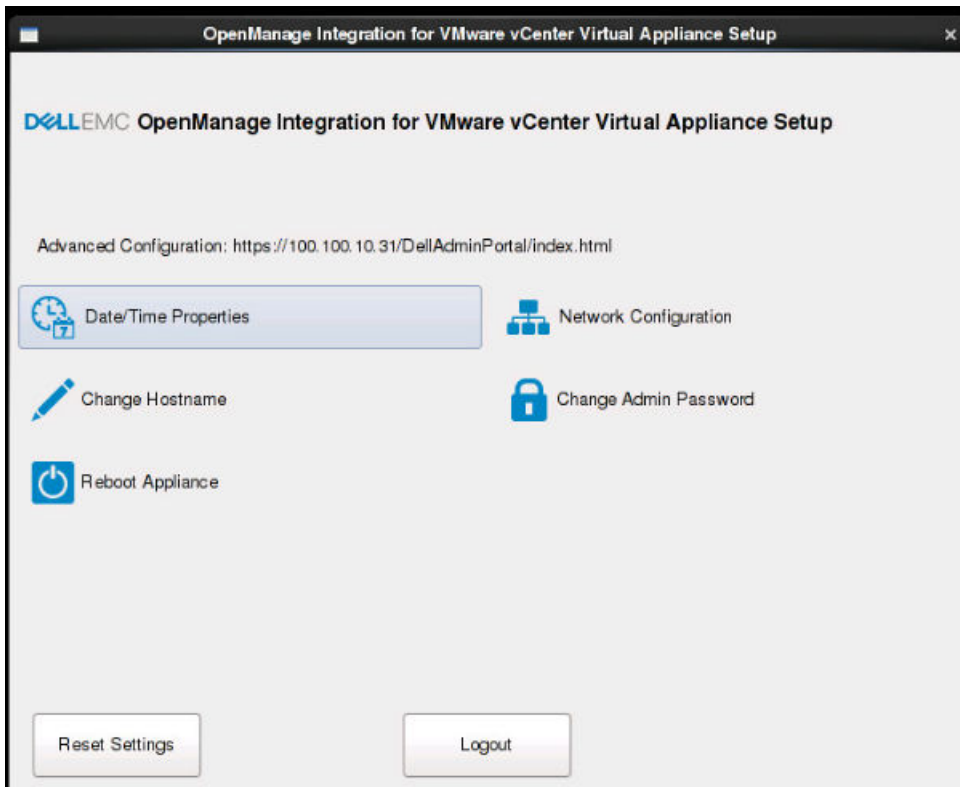 OpenManage Integration for VMware vCenter Virtual Appliance Setup
DELLEMC OpenManage Integration for VMware vCenter Virtual Appliance Setup
Advanced Configuration: https://100.100.10.31/DellAdminPortal/index.html
7 Date/Time Properties
Network Configuration
Change Hostname
Change Admin Password
Reboot Appliance
Reset Settings
Logout